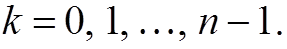 k = 0, 1, …, n − 1.